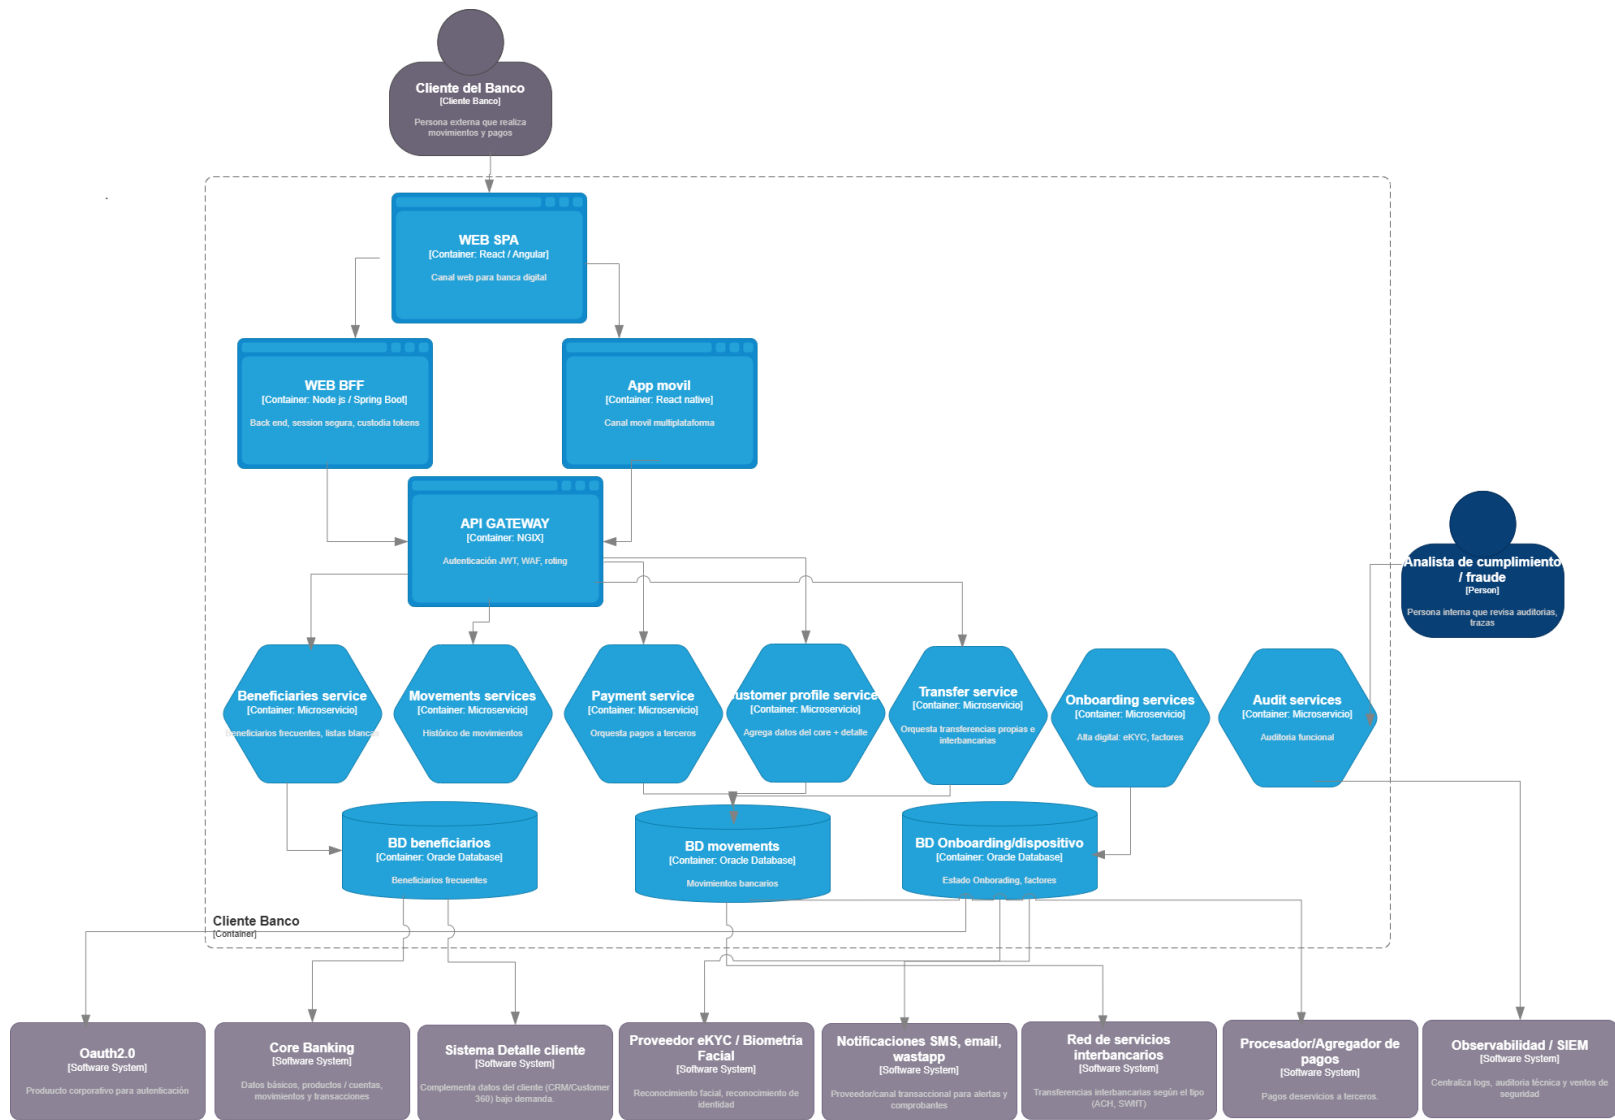 Cliente del Banco
[Cliente Banco]
Persona externa que realiza
movimientos y pagos
WEB SPA
[Container: React / Angular]
Canal web para banca digital
WEB BFF
[Container: Node js / Spring Boot]
Back end, session segura, custodia tokens
App movil
[Container: React native]
Canal movil multiplataforma
API GATEWAY
[Container: NGIX]
Autenticación JWT, WAF, roting
Analista de cumplimiento
/ fraude
[Person]
Persona interna que revisa auditorias,
trazas
Beneficiaries service
[Container: Microservicio]
Beneficiarios frecuentes, listas blancas
Movements services
[Container: Microservicio]
Histórico de movimientos
Payment service
[Container: Microservicio]
Orquesta pagos a terceros
Customer profile service
[Container: Microservicio]
Agrega datos del core + detalle
Transfer service
[Container: Microservicio]
Orquesta transferencias propias e
interbancarias
Onboarding services
[Container: Microservicio]
Alta digital: eKYC, factores
Audit services
[Container: Microservicio]
Auditoria funcional
BD beneficiarios
[Container: Oracle Database]
Beneficiarios frecuentes
BD movements
[Container: Oracle Database]
Movimientos bancarios
BD Onboarding/dispositivo
[Container: Oracle Database]
Estado Onborading, factores
Cliente Banco
[Container]
Oauth2.0
[Software System]
Produucto corporativo para autenticación
Core Banking
[Software System]
Datos básicos, productos / cuentas,
movimientos y transacciones
Sistema Detalle cliente
[Software System]
Complementa datos del cliente (CRM/Customer
360) bajo demanda.
Proveedor eKYC / Biometría
Facial
[Software System]
Reconocimiento facial, reconocimiento de
identidad
Notificaciones SMS, email,
wastapp
[Software System]
Proveedor/canal transaccional para alertas y
comprobantes
Red de servicios
interbancarios
[Software System]
Transferencias interbancarias según el tipo
(ACH, SWIIT)
Procesador/Agregador de
pagos
[Software System]
Pagos deservicios a terceros.
Observabilidad / SIEM
[Software System]
Centraliza logs, auditoria técnica y ventos de
seguridad